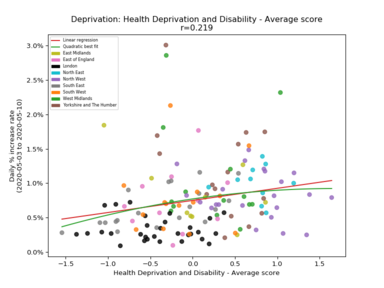 Deprivation: Health Deprivation and Disability - Average score
r=0.219
Daily % increase rate
(2020-05-03 to 2020-05-10)
3.0%
2.5%
2.0%
1.5%
1.0%
0.5%
0.0%
Linear regression
Quadratic best fit
East Midlands
East of England
London
North East
North West
South East
South West
West Midlands
Yorkshire and The Humber
−1.5
−1.0
−0.5
0.0
0.5
1.0
1.5
Health Deprivation and Disability - Average score